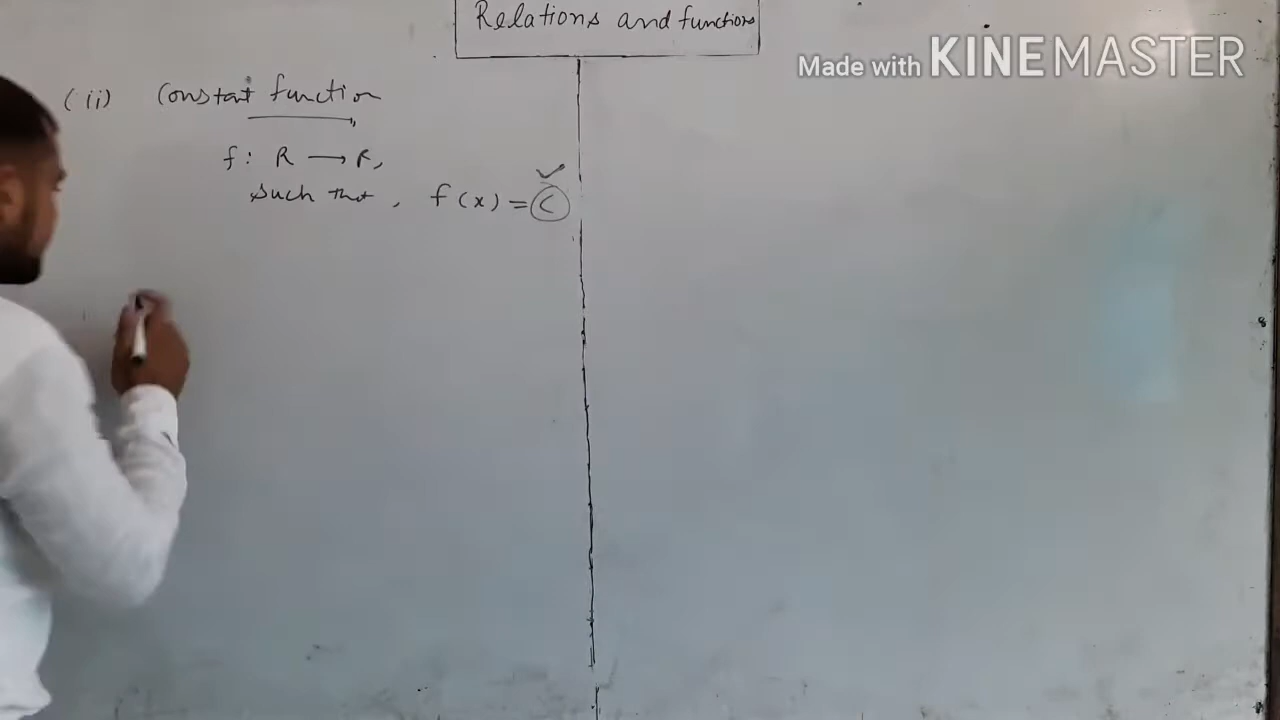 Relations and functions
Made with KINEMASTER
(ii) Constant function
f: R → R,
such that, f(x) = C